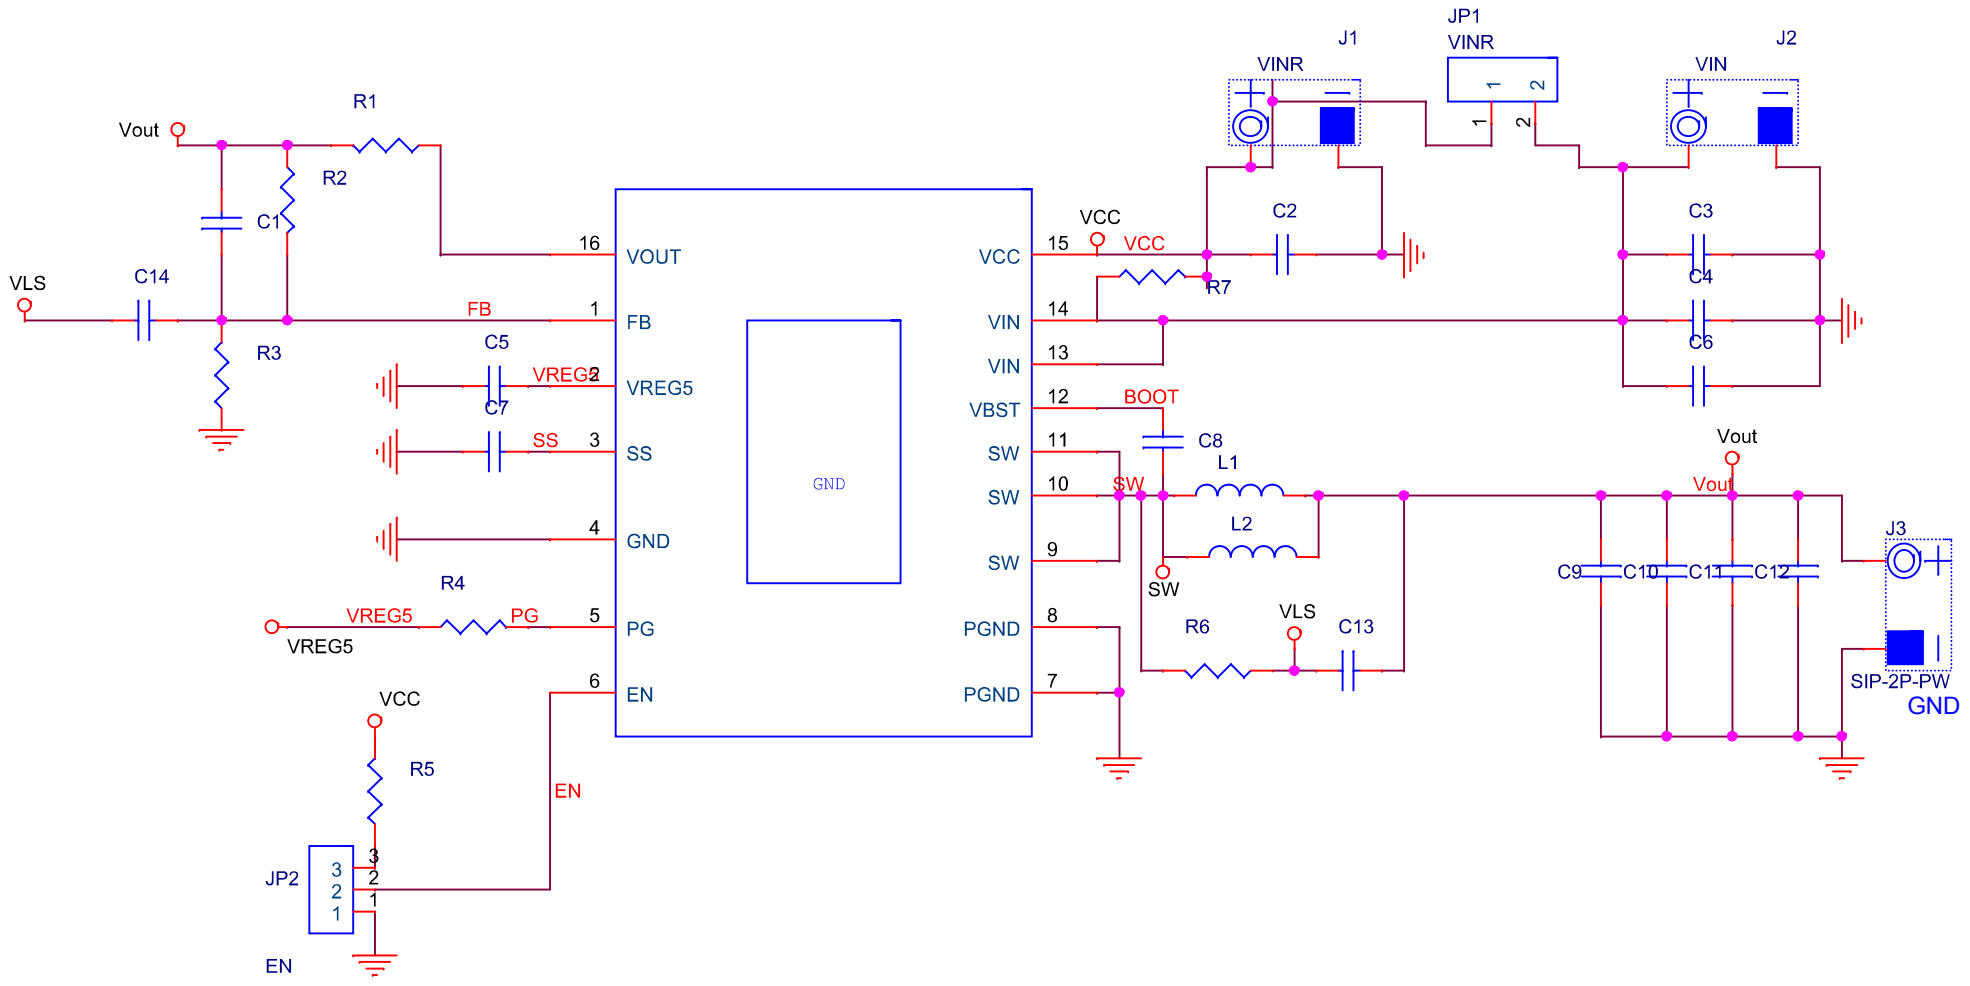 JP1
J1
VINR
J2
VINR
VIN
1 2
1 2
R1
Vout
R2
C1
C2
C3
VCC
VCC
16 VOUT
VCC 15
C14
VLS
C4
R7
FB
1 FB
VIN 14
C6
R3
C5
VIN 13
VREG5
2 VREG5
VBST 12
BOOT
C7
SS
3 SS
SW 11
C8
Vout
L1
GND
SW 10
SW
Vout
L2
4 GND
SW 9
J3
C9 C10 C11 C12
SW
R4
VREG5
PG
5 PG
PGND 8
VLS
R6
C13
VREG5
6 EN
PGND 7
SIP-2P-PW
GND
VCC
R5
EN
3 3
JP2
2 2
1 1
EN